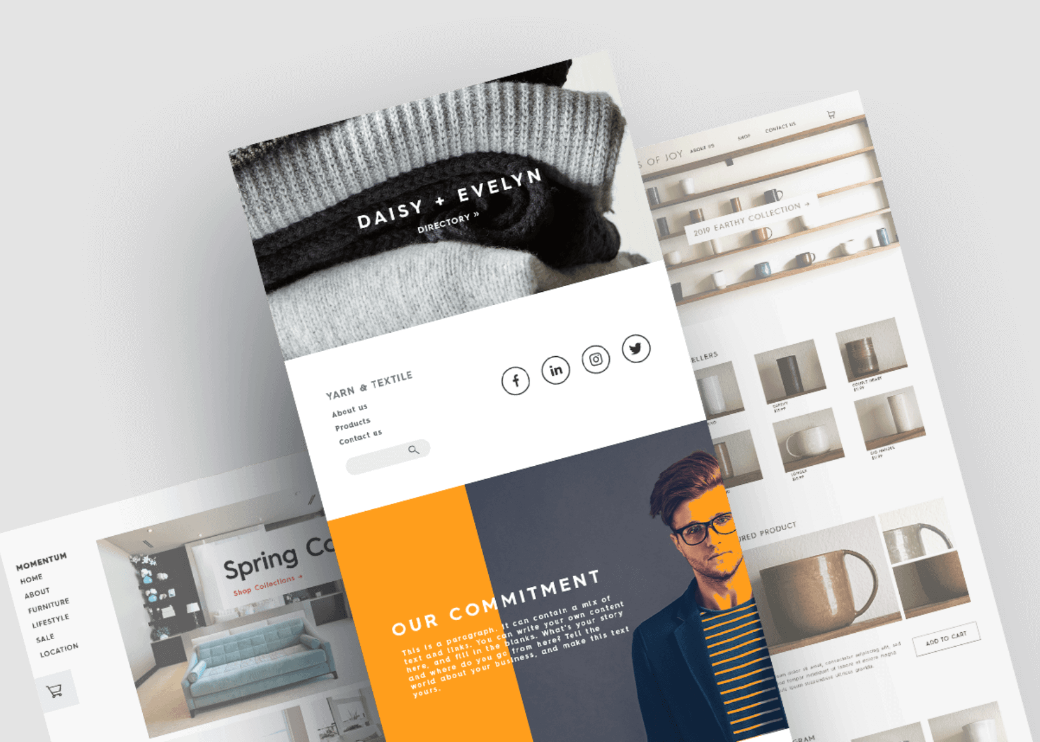 DAISY + EVELYN
DIRECTORY »
YARN & TEXTILE
About us
Products
Contact us
OUR COMMITMENT
This is a paragraph. It can contain a mix of
text and links. You can write your own content
here, and fill in the blanks. What's your story
and where do you go from here? Tell the
world about your business, and make this text
yours.
MOMENTUM
HOME
ABOUT
FURNITURE
LIFESTYLE
SALE
LOCATION
Spring Co
Shop Collections →
S OF JOY
ABOUT US
SHOP
CONTACT US
2019 EARTHY COLLECTION →
ELLERS
URED PRODUCT
ADD TO CART
GRAM